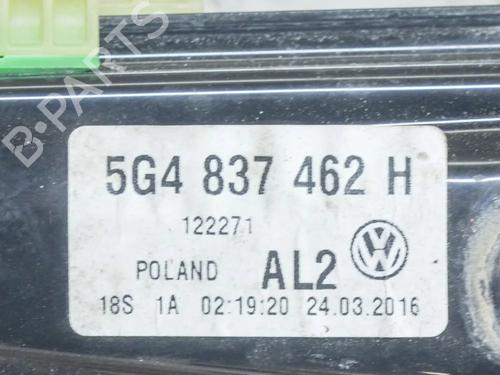 B-PARTS
5G4 837 462 H
122271
POLAND AL2
18S 1A 02:19:20 24.03.2016